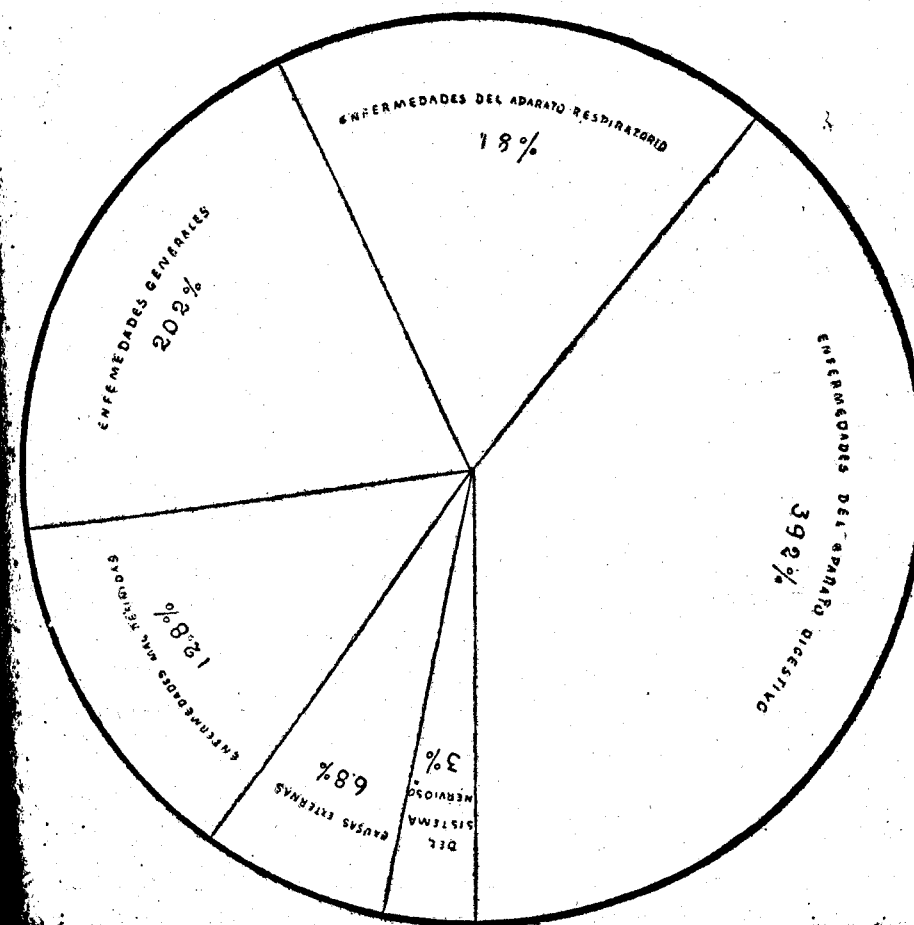 ENFERMEDADES DEL APARATO RESPIRATORIO
18%
ENFERMEDADES DEL APARATO DIGESTIVO
39.2%
DEL
SISTEMA
NERVIOSO
3%
CAUSAS EXTERNAS
6.8%
ENFERMEDADES MAL DEFINIDAS
12.8%
ENFEMEDADES GENERALES
20.2%